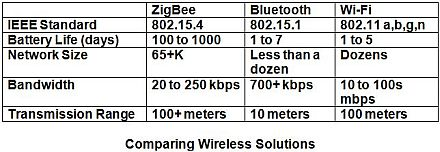 ZigBee Bluetooth Wi-Fi
IEEE Standard 802.15.4 802.15.1 802.11 a,b,g,n
Battery Life (days) 100 to 1000 1 to 7 1 to 5
Network Size 65+K Less than a Dozens
dozen
Bandwidth 20 to 250 kbps 700+ kbps 10 to 100s
mbps
Transmission Range 100+ meters 10 meters 100 meters
Comparing Wireless Solutions